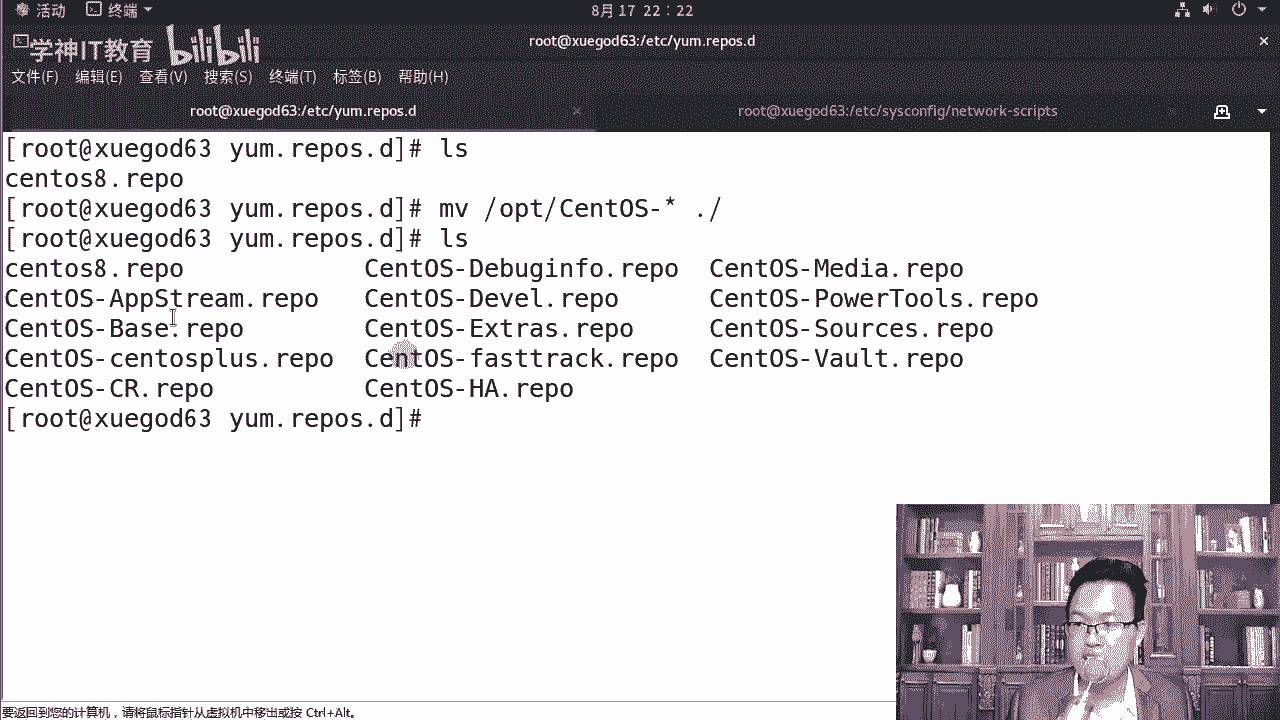 活动 终端 8月 17 22：22
学神IT教育 bilibili
root@xuegod63:/etc/yum.repos.d
文件(F) 编辑(E) 查看(V) 搜索(S) 终端(T) 标签(B) 帮助(H)
root@xuegod63:/etc/yum.repos.d root@xuegod63:/etc/sysconfig/network-scripts
[root@xuegod63 yum.repos.d]# ls
centos8.repo
[root@xuegod63 yum.repos.d]# mv /opt/CentOS-* ./
[root@xuegod63 yum.repos.d]# ls
centos8.repo CentOS-Debuginfo.repo CentOS-Media.repo
CentOS-AppStream.repo CentOS-Devel.repo CentOS-PowerTools.repo
CentOS-Base.repo CentOS-Extras.repo CentOS-Sources.repo
CentOS-centosplus.repo CentOS-fasttrack.repo CentOS-Vault.repo
CentOS-CR.repo CentOS-HA.repo
[root@xuegod63 yum.repos.d]#
要返回到您的计算机，请将鼠标指针从虚拟机中移出或按 Ctrl+Alt。